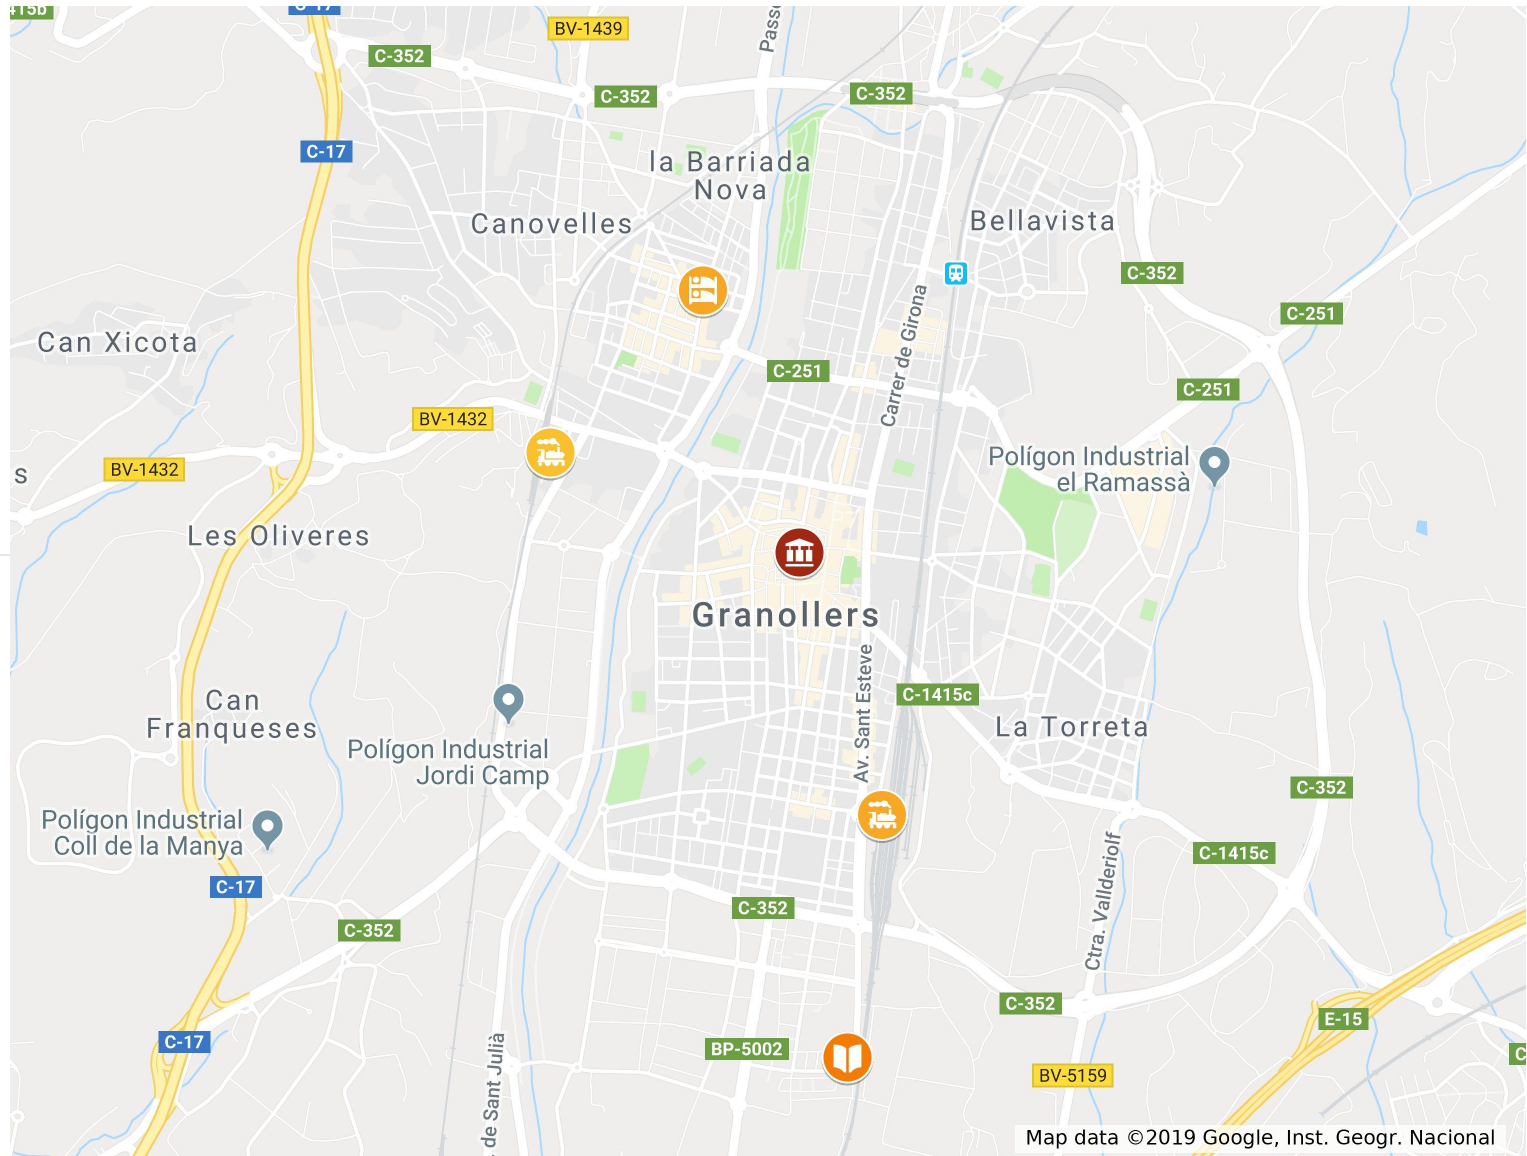 415b
C-17
BV-1439
Passe
C-352
C-352
C-352
C-17
la Barriada
Nova
Canovelles
Bellavista
C-352
C-251
Can Xicota
Carrer de Girona
C-251
C-251
BV-1432
BV-1432
s
Polígon Industrial
el Ramassà
Les Oliveres
Granollers
Av. Sant Esteve
C-1415c
Can
Franqueses
La Torreta
Polígon Industrial
Jordi Camp
C-352
Polígon Industrial
Coll de la Manya
C-1415c
Ctra. Vallderiolf
C-17
C-352
C-352
C-352
E-15
C-17
BP-5002
C
de Sant Julià
BV-5159
Map data ©2019 Google, Inst. Geogr. Nacional